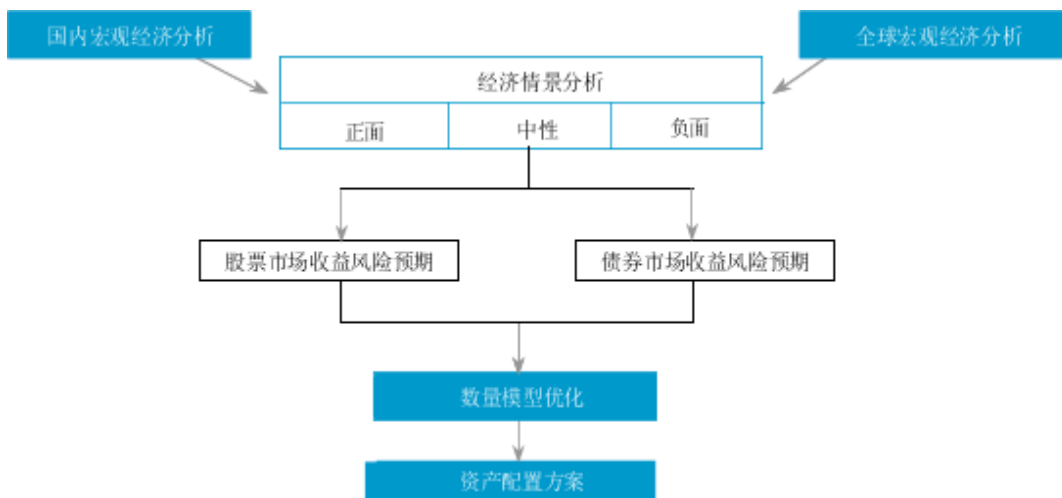 国内宏观经济分析
全球宏观经济分析
经济情景分析
正面
中性
负面
股票市场收益风险预期
债券市场收益风险预期
数量模型优化
资产配置方案